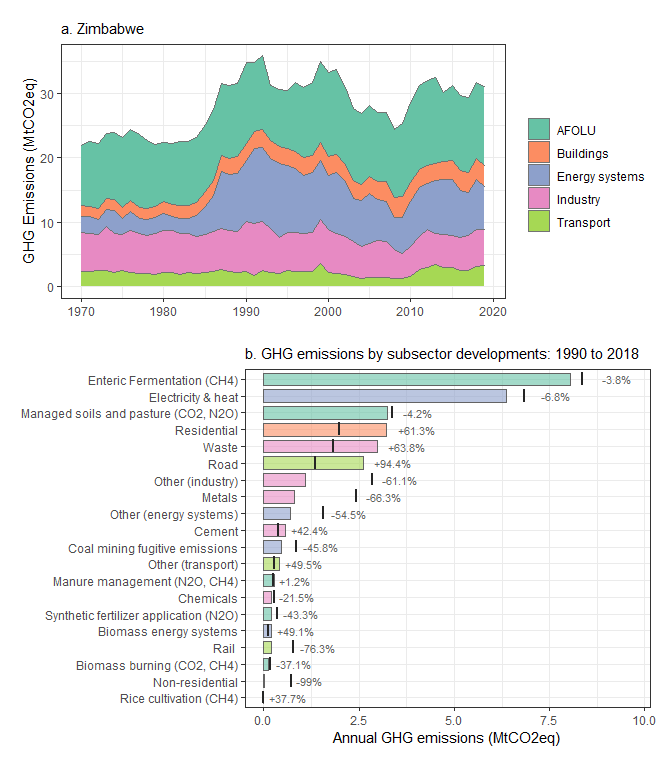 a. Zimbabwe
GHG Emissions (MtCO2eq)
30
20
10
0
1970
1980
1990
2000
2010
2020
AFOLU
Buildings
Energy systems
Industry
Transport
b. GHG emissions by subsector developments: 1990 to 2018
Enteric Fermentation (CH4) -3.8%
Electricity & heat -6.8%
Managed soils and pasture (CO2, N2O) -4.2%
Residential +61.3%
Waste +63.8%
Road +94.4%
Other (industry) -61.1%
Metals -66.3%
Other (energy systems) -54.5%
Cement +42.4%
Coal mining fugitive emissions -45.8%
Other (transport) +49.5%
Manure management (N2O, CH4) +1.2%
Chemicals -21.5%
Synthetic fertilizer application (N2O) -43.3%
Biomass energy systems +49.1%
Rail -76.3%
Biomass burning (CO2, CH4) -37.1%
Non-residential -99%
Rice cultivation (CH4) +37.7%
0.0
2.5
5.0
7.5
10.0
Annual GHG emissions (MtCO2eq)